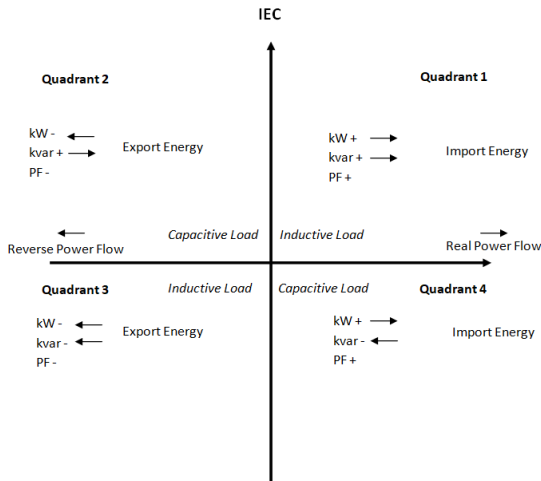 IEC
Quadrant 2
Quadrant 1
kW -
kvar +
PF -
Export Energy
kW +
kvar +
PF +
Import Energy
Reverse Power Flow
Capacitive Load
Inductive Load
Real Power Flow
Quadrant 3
Inductive Load
Capacitive Load
Quadrant 4
kW -
kvar -
PF -
Export Energy
kW +
kvar -
PF +
Import Energy